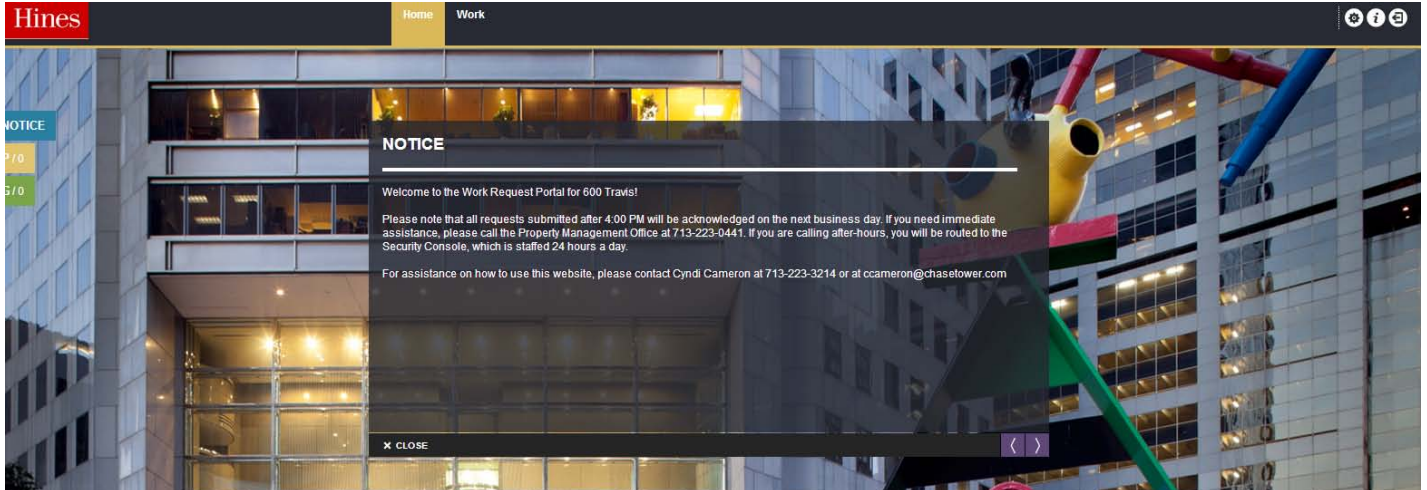 Hines
Home
Work
NOTICE
P / 0
G / 0
NOTICE
Welcome to the Work Request Portal for 600 Travis!
Please note that all requests submitted after 4:00 PM will be acknowledged on the next business day. If you need immediate
assistance, please call the Property Management Office at 713-223-0441. If you are calling after-hours, you will be routed to the
Security Console, which is staffed 24 hours a day.
For assistance on how to use this website, please contact Cyndi Cameron at 713-223-3214 or at ccameron@chasetower.com
× CLOSE